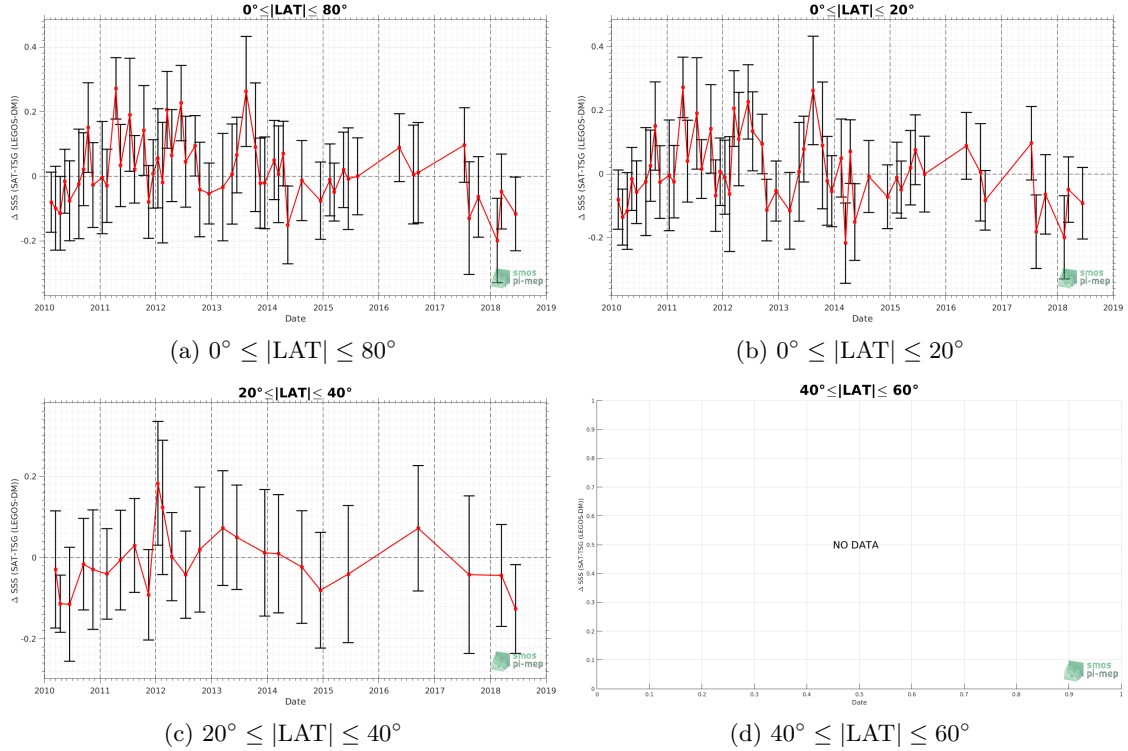 0°≤|LAT|≤ 80°
Δ SSS (SAT-TSG (LEGOS-DM))
0.4
0.2
0
-0.2
2010 2011 2012 2013 2014 2015 2016 2017 2018 2019
Date
smos
pi-mep
(a) 0° ≤ |LAT| ≤ 80°
0°≤|LAT|≤ 20°
Δ SSS (SAT-TSG (LEGOS-DM))
0.4
0.2
0
-0.2
2010 2011 2012 2013 2014 2015 2016 2017 2018 2019
Date
smos
pi-mep
(b) 0° ≤ |LAT| ≤ 20°
20°≤|LAT|≤ 40°
Δ SSS (SAT-TSG (LEGOS-DM))
0.2
0
-0.2
2010 2011 2012 2013 2014 2015 2016 2017 2018 2019
Date
smos
pi-mep
(c) 20° ≤ |LAT| ≤ 40°
40°≤|LAT|≤ 60°
Δ SSS (SAT-TSG (LEGOS-DM))
1
0.9
0.8
0.7
0.6
0.5
0.4
0.3
0.2
0.1
0
NO DATA
0 0.1 0.2 0.3 0.4 0.5 0.6 0.7 0.8 0.9 1
Date
smos
pi-mep
(d) 40° ≤ |LAT| ≤ 60°